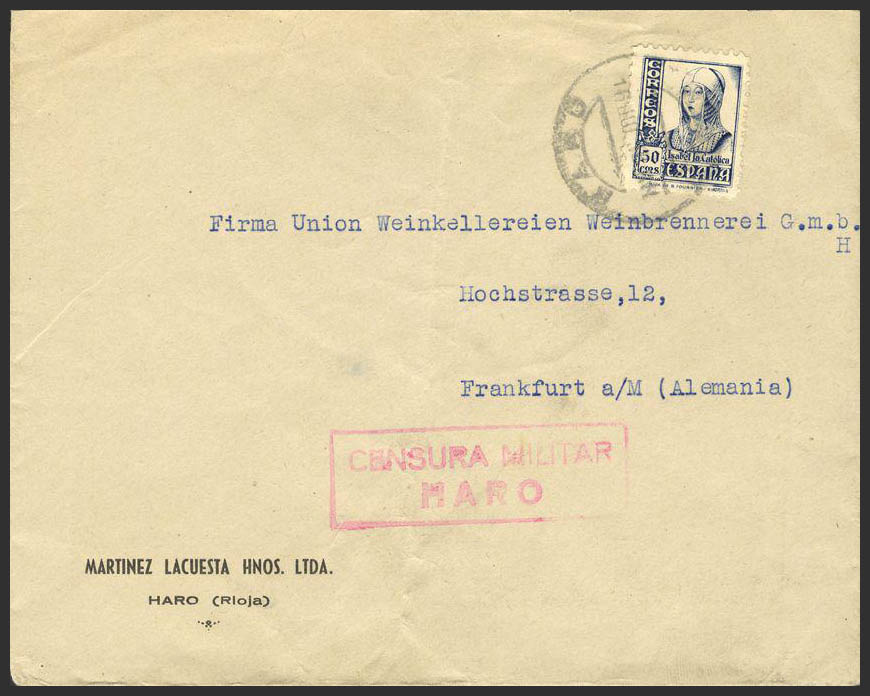 CORREOS
50
CTS
Isabel la Católica
ESPAÑA
HARO
Firma Union Weinkellereien Weinbrennerei G.m.b.
H
Hochstrasse,12,
Frankfurt a/M (Alemania)
CENSURA MILITAR
HARO
MARTINEZ LACUESTA HNOS. LTDA.
HARO (Rioja)